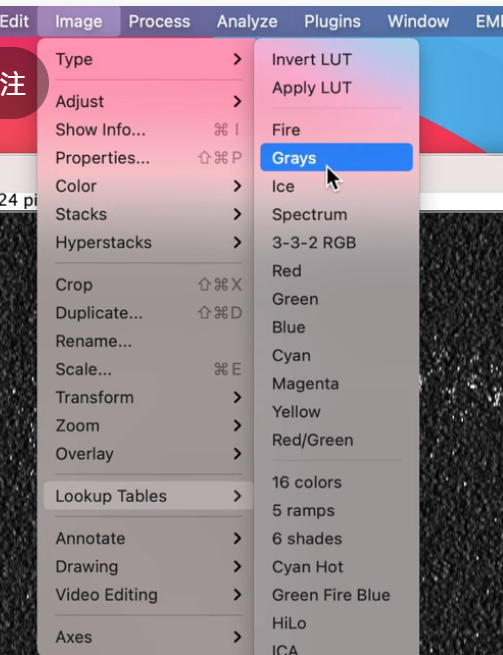 Edit Image Process Analyze Plugins Window EM
注
Type
Adjust
Show Info... ⌘ I
Properties... ⇧⌘P
Color
Stacks
Hyperstacks
Crop ⇧⌘X
Duplicate... ⇧⌘D
Rename...
Scale... ⌘E
Transform
Zoom
Overlay
Lookup Tables
Annotate
Drawing
Video Editing
Axes
24 pi
Invert LUT
Apply LUT
Fire
Grays
Ice
Spectrum
3-3-2 RGB
Red
Green
Blue
Cyan
Magenta
Yellow
Red/Green
16 colors
5 ramps
6 shades
Cyan Hot
Green Fire Blue
HiLo
ICA